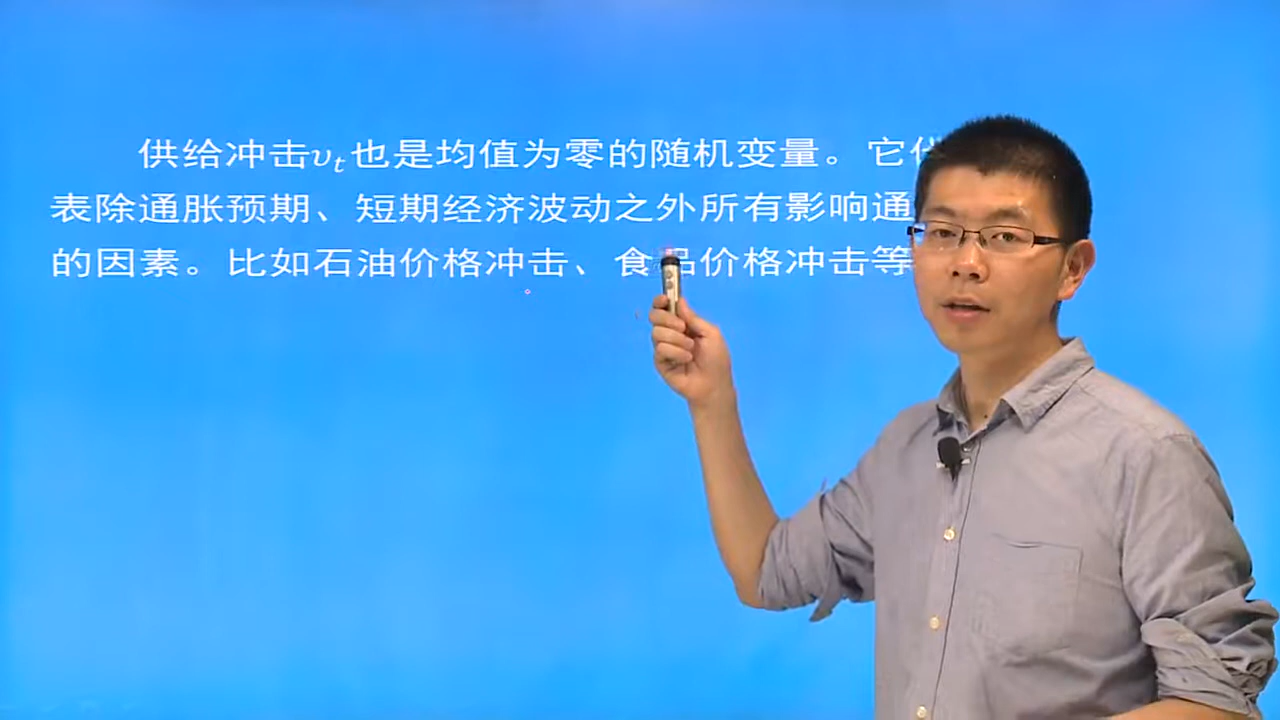 供给冲击υₜ也是均值为零的随机变量。它
表除通胀预期、短期经济波动之外所有影响通
的因素。比如石油价格冲击、食品价格冲击等